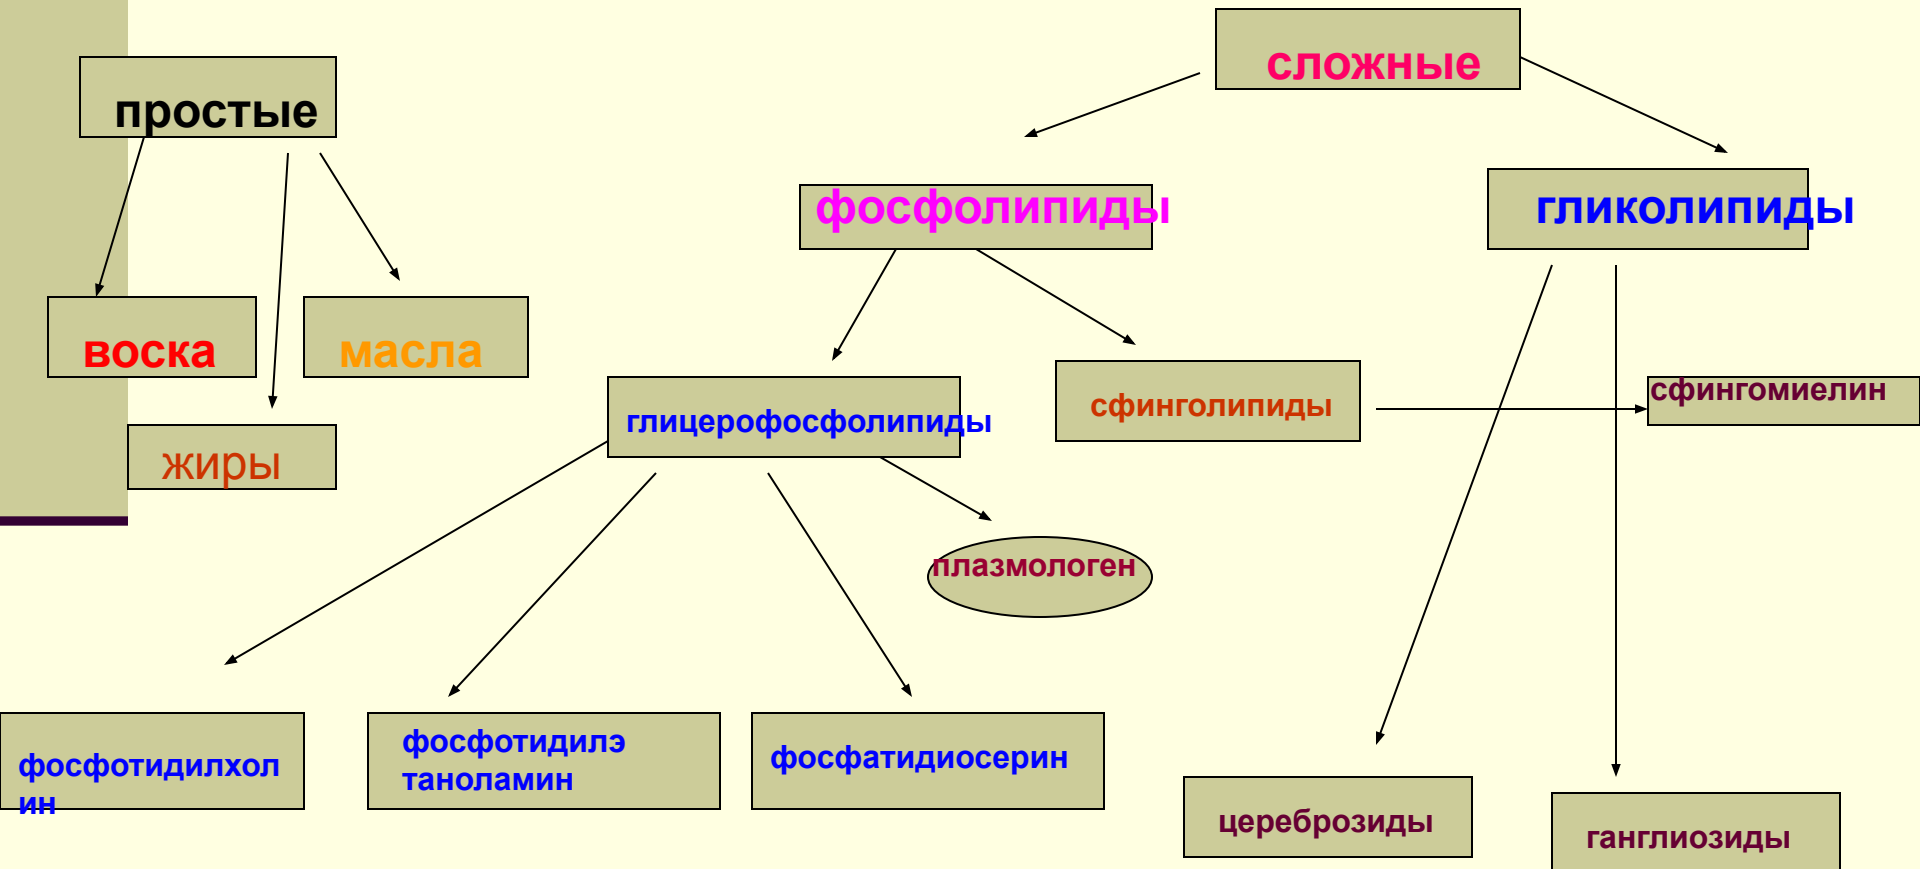 сложные
простые
фосфолипиды
гликолипиды
воска
масла
сфингомиелин
сфинголипиды
глицерофосфолипиды
жиры
плазмологен
фосфотидилхол
ин
фосфотидилэ
таноламин
фосфатидиосерин
цереброзиды
ганглиозиды